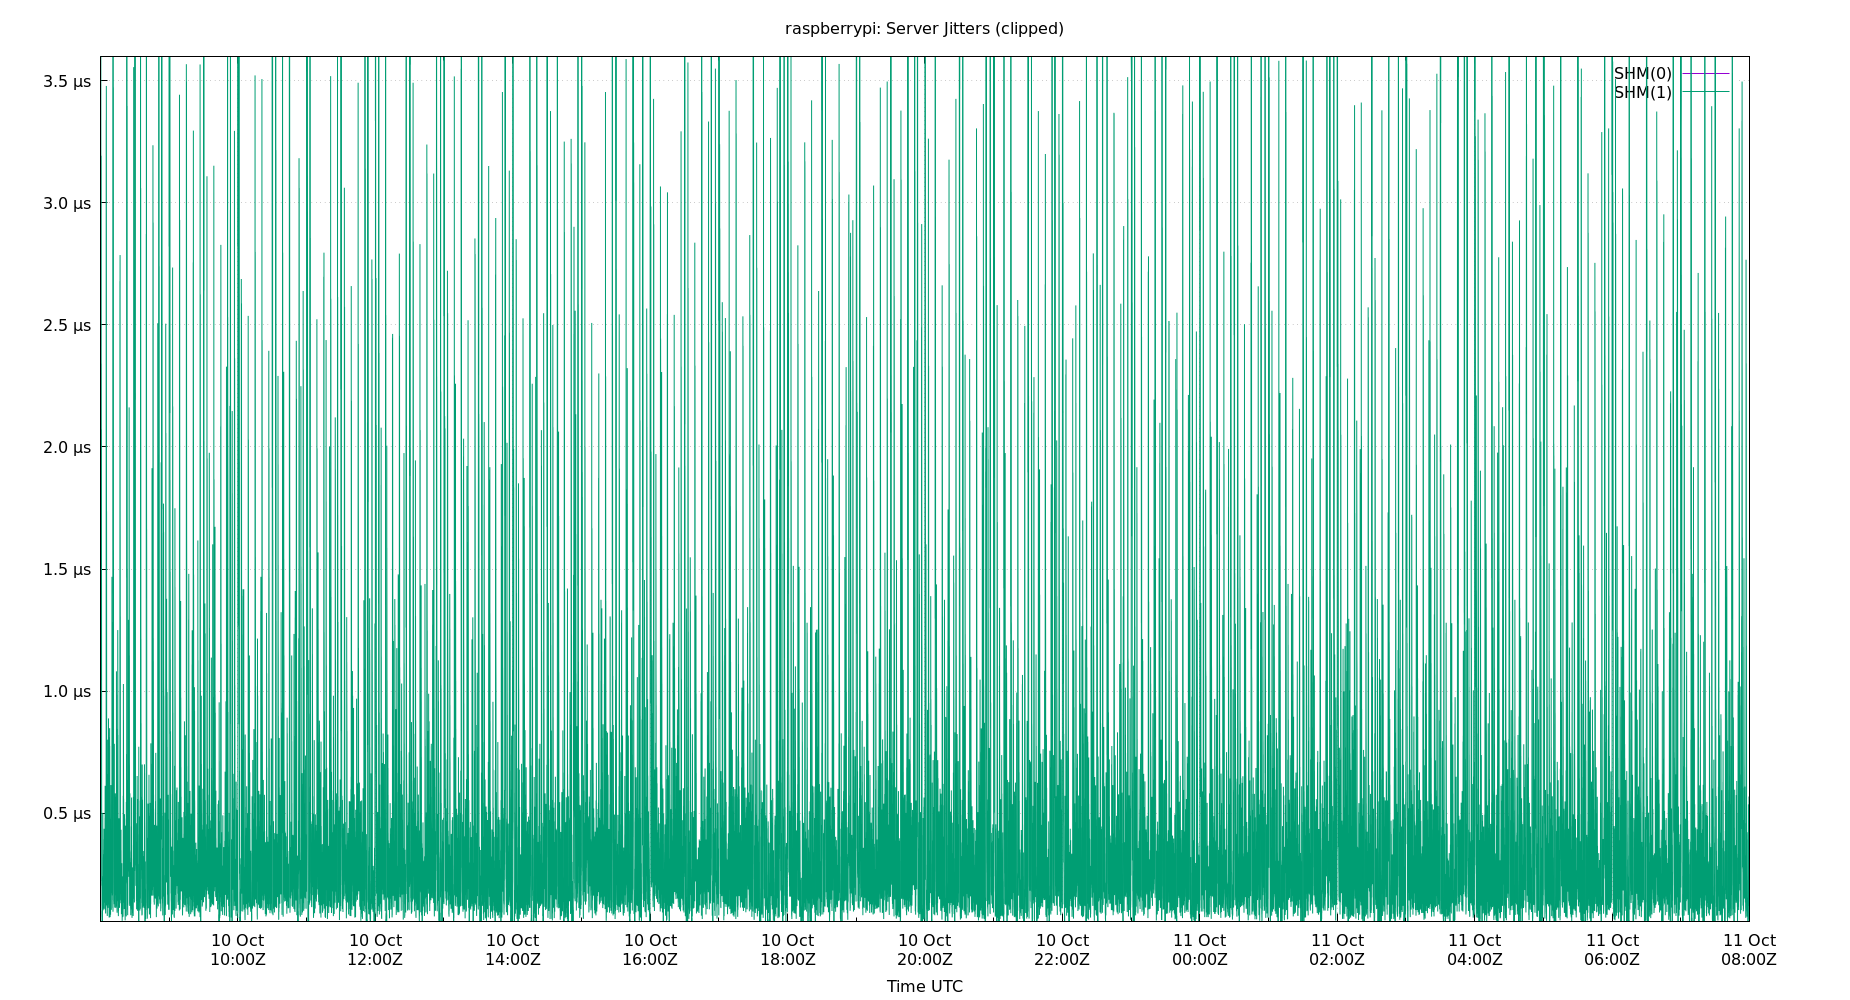 raspberrypi: Server Jitters (clipped)
SHM(0)
SHM(1)
3.5 µs
3.0 µs
2.5 µs
2.0 µs
1.5 µs
1.0 µs
0.5 µs
10 Oct 10 Oct 10 Oct 10 Oct 10 Oct 10 Oct 10 Oct 11 Oct 11 Oct 11 Oct 11 Oct 11 Oct
10:00Z 12:00Z 14:00Z 16:00Z 18:00Z 20:00Z 22:00Z 00:00Z 02:00Z 04:00Z 06:00Z 08:00Z
Time UTC